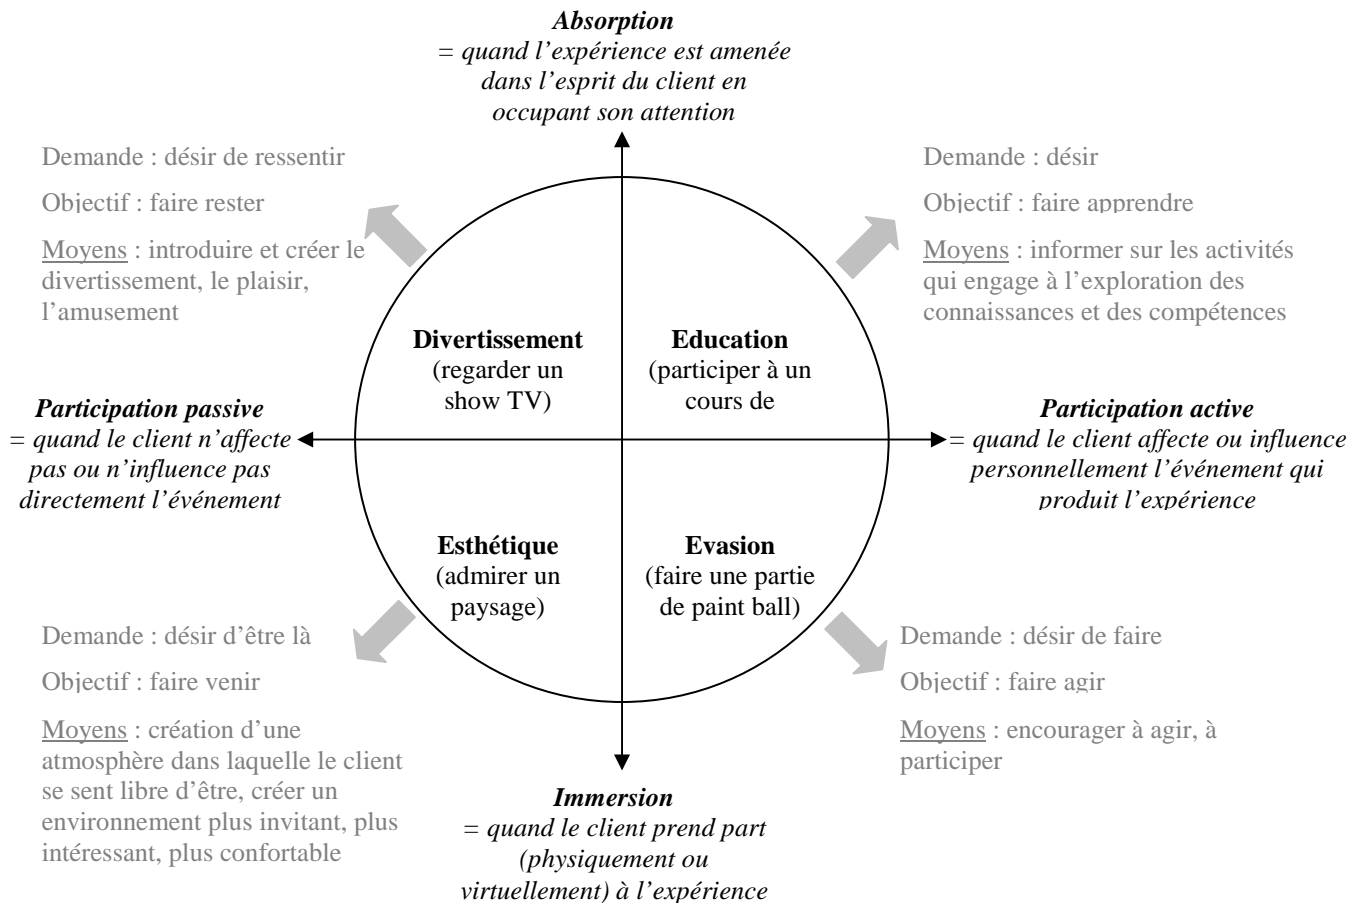 Absorption
= quand l’expérience est amenée
dans l’esprit du client en
occupant son attention
Demande : désir de ressentir
Objectif : faire rester
Moyens : introduire et créer le
divertissement, le plaisir,
l’amusement
Demande : désir
Objectif : faire apprendre
Moyens : informer sur les activités
qui engage à l’exploration des
connaissances et des compétences
Divertissement
(regarder un
show TV)
Education
(participer à un
cours de
Participation passive
= quand le client n’affecte
pas ou n’influence pas
directement l’événement
Participation active
= quand le client affecte ou influence
personnellement l’événement qui
produit l’expérience
Esthétique
(admirer un
paysage)
Evasion
(faire une partie
de paint ball)
Demande : désir d’être là
Objectif : faire venir
Moyens : création d’une
atmosphère dans laquelle le client
se sent libre d’être, créer un
environnement plus invitant, plus
intéressant, plus confortable
Demande : désir de faire
Objectif : faire agir
Moyens : encourager à agir, à
participer
Immersion
= quand le client prend part
(physiquement ou
virtuellement) à l’expérience